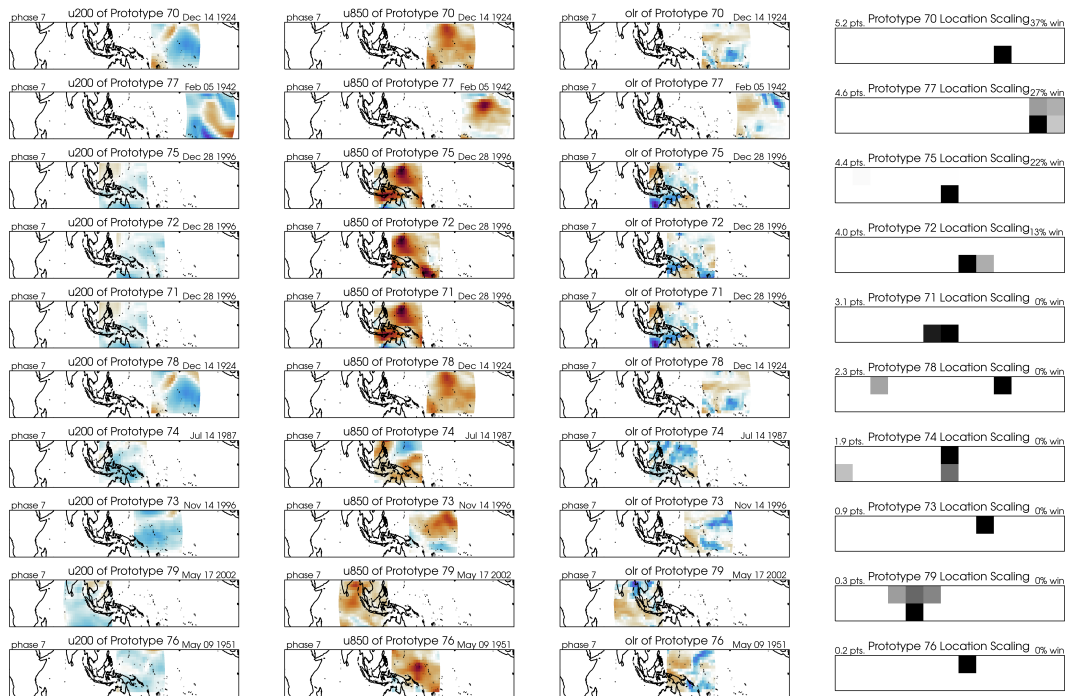 phase 7 u200 of Prototype 70 Dec 14 1924
phase 7 u850 of Prototype 70 Dec 14 1924
phase 7 olr of Prototype 70 Dec 14 1924
5.2 pts. Prototype 70 Location Scaling 37% win
phase 7 u200 of Prototype 77 Feb 05 1942
phase 7 u850 of Prototype 77 Feb 05 1942
phase 7 olr of Prototype 77 Feb 05 1942
4.6 pts. Prototype 77 Location Scaling 27% win
phase 7 u200 of Prototype 75 Dec 28 1996
phase 7 u850 of Prototype 75 Dec 28 1996
phase 7 olr of Prototype 75 Dec 28 1996
4.4 pts. Prototype 75 Location Scaling 22% win
phase 7 u200 of Prototype 72 Dec 28 1996
phase 7 u850 of Prototype 72 Dec 28 1996
phase 7 olr of Prototype 72 Dec 28 1996
4.0 pts. Prototype 72 Location Scaling 13% win
phase 7 u200 of Prototype 71 Dec 28 1996
phase 7 u850 of Prototype 71 Dec 28 1996
phase 7 olr of Prototype 71 Dec 28 1996
3.1 pts. Prototype 71 Location Scaling 0% win
phase 7 u200 of Prototype 78 Dec 14 1924
phase 7 u850 of Prototype 78 Dec 14 1924
phase 7 olr of Prototype 78 Dec 14 1924
2.3 pts. Prototype 78 Location Scaling 0% win
phase 7 u200 of Prototype 74 Jul 14 1987
phase 7 u850 of Prototype 74 Jul 14 1987
phase 7 olr of Prototype 74 Jul 14 1987
1.9 pts. Prototype 74 Location Scaling 0% win
phase 7 u200 of Prototype 73 Nov 14 1996
phase 7 u850 of Prototype 73 Nov 14 1996
phase 7 olr of Prototype 73 Nov 14 1996
0.9 pts. Prototype 73 Location Scaling 0% win
phase 7 u200 of Prototype 79 May 17 2002
phase 7 u850 of Prototype 79 May 17 2002
phase 7 olr of Prototype 79 May 17 2002
0.3 pts. Prototype 79 Location Scaling 0% win
phase 7 u200 of Prototype 76 May 09 1951
phase 7 u850 of Prototype 76 May 09 1951
phase 7 olr of Prototype 76 May 09 1951
0.2 pts. Prototype 76 Location Scaling 0% win